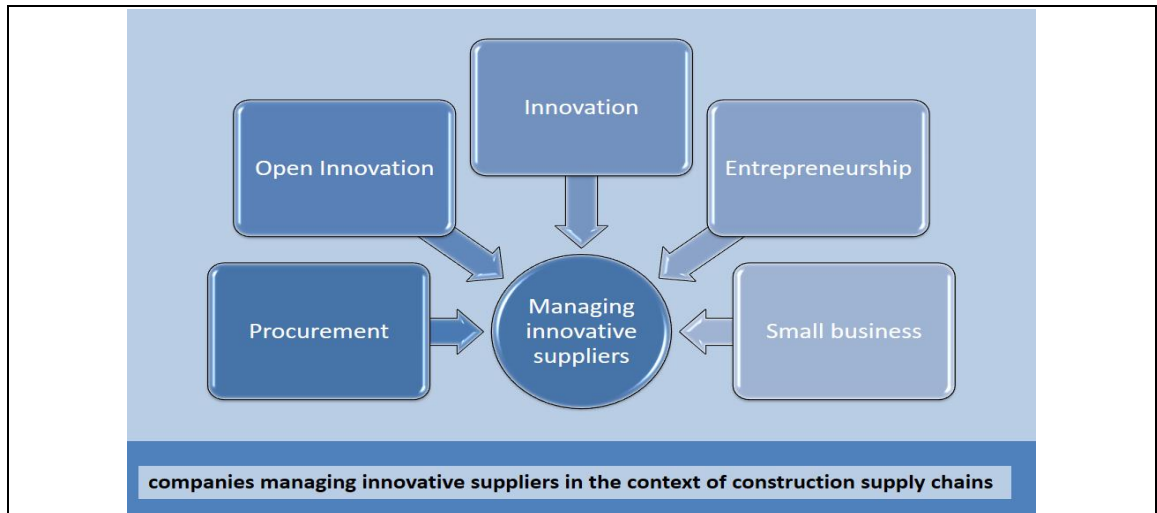 Innovation
Open Innovation
Entrepreneurship
Procurement
Managing
innovative
suppliers
Small business
companies managing innovative suppliers in the context of construction supply chains